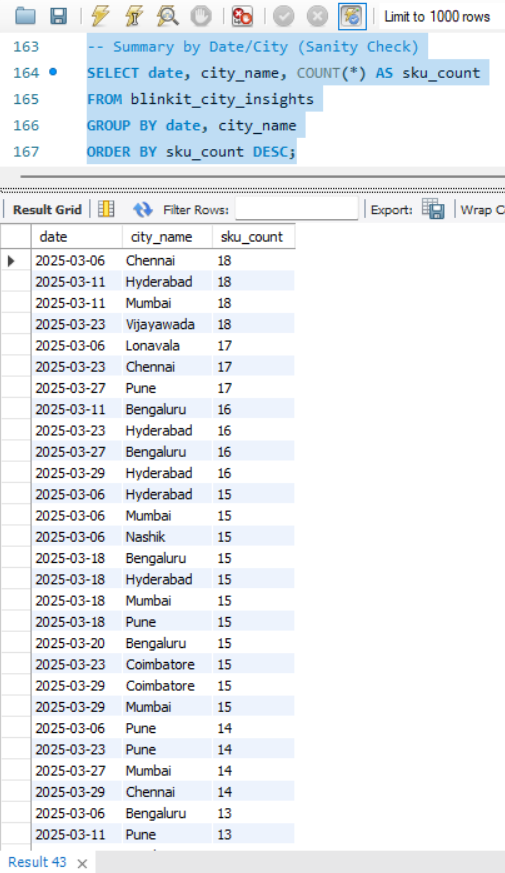 Limit to 1000 rows
163 -- Summary by Date/City (Sanity Check)
164 SELECT date, city_name, COUNT(*) AS sku_count
165 FROM blinkit_city_insights
166 GROUP BY date, city_name
167 ORDER BY sku_count DESC;
Result Grid Filter Rows: Export: Wrap C
date city_name sku_count
2025-03-06 Chennai 18
2025-03-11 Hyderabad 18
2025-03-11 Mumbai 18
2025-03-23 Vijayawada 18
2025-03-06 Lonavala 17
2025-03-23 Chennai 17
2025-03-27 Pune 17
2025-03-11 Bengaluru 16
2025-03-23 Hyderabad 16
2025-03-27 Bengaluru 16
2025-03-29 Hyderabad 16
2025-03-06 Hyderabad 15
2025-03-06 Mumbai 15
2025-03-06 Nashik 15
2025-03-18 Bengaluru 15
2025-03-18 Hyderabad 15
2025-03-18 Mumbai 15
2025-03-18 Pune 15
2025-03-20 Bengaluru 15
2025-03-23 Coimbatore 15
2025-03-29 Coimbatore 15
2025-03-29 Mumbai 15
2025-03-06 Pune 14
2025-03-23 Pune 14
2025-03-27 Mumbai 14
2025-03-29 Chennai 14
2025-03-06 Bengaluru 13
2025-03-11 Pune 13
Result 43